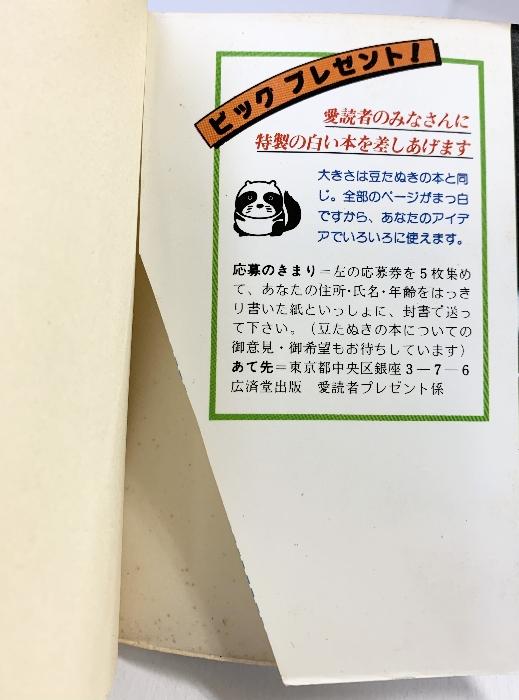 ビッグ プレゼント!
愛読者のみなさんに
特製の白い本を差しあげます
大きさは豆たぬきの本と同
じ。全部のページがまっ白
ですから、あなたのアイデ
アでいろいろに使えます。
応募のきまり=左の応募券を5枚集め
て、あなたの住所・氏名・年齢をはっき
り書いた紙といっしょに、封書で送っ
て下さい。(豆たぬきの本についての
御意見・御希望もお待ちしています)
あて先=東京都中央区銀座3−7−6
広済堂出版 愛読者プレゼント係